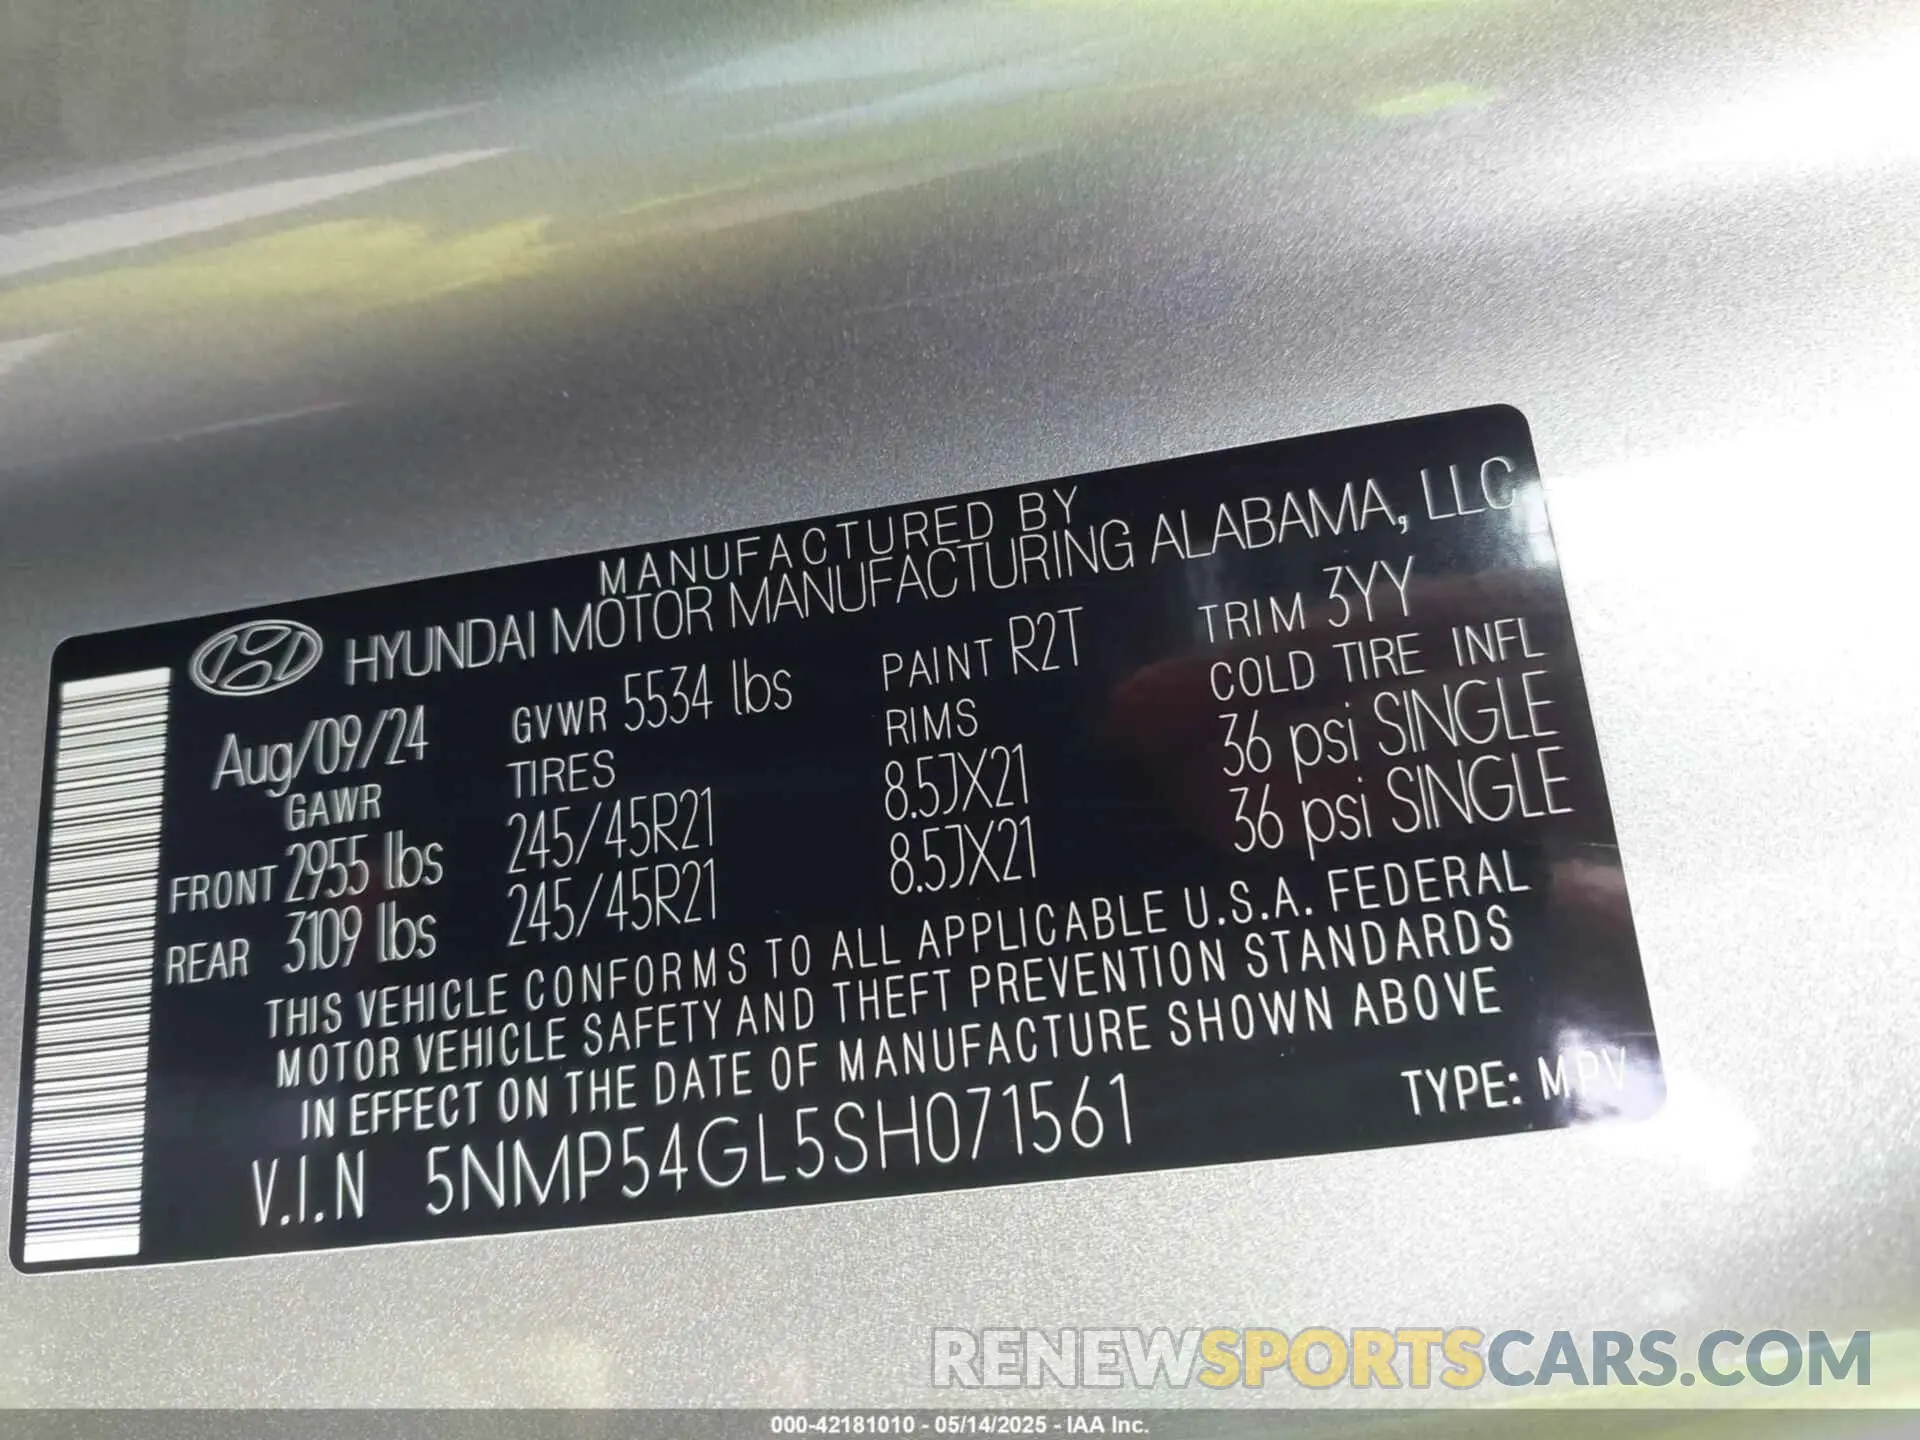 MANUFACTURED BY
HYUNDAI MOTOR MANUFACTURING ALABAMA, LLC
Aug/09/24 GVWR 5534 lbs PAINT R2T TRIM 3YY
GAWR TIRES RIMS COLD TIRE INFL
FRONT 2955 lbs 245/45R21 8.5JX21 36 psi SINGLE
REAR 3109 lbs 245/45R21 8.5JX21 36 psi SINGLE
THIS VEHICLE CONFORMS TO ALL APPLICABLE U.S.A. FEDERAL
MOTOR VEHICLE SAFETY AND THEFT PREVENTION STANDARDS
IN EFFECT ON THE DATE OF MANUFACTURE SHOWN ABOVE
V.I.N 5NMP54GL5SH071561 TYPE: MPV
RENEWSPORTSCARS.COM
000-42181010 - 05/14/2025 - IAA Inc.